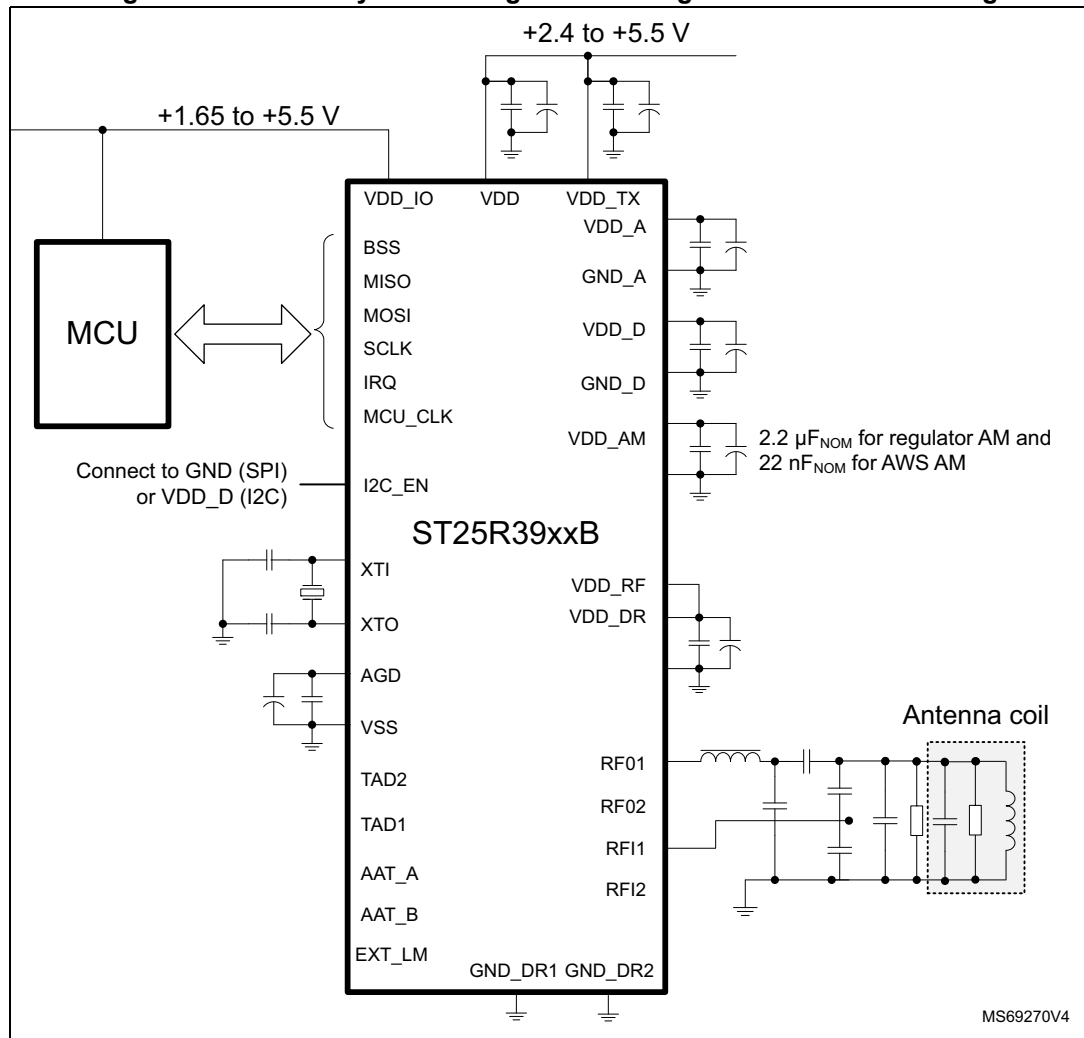 +2.4 to +5.5 V
+1.65 to +5.5 V
VDD_IO VDD VDD_TX
VDD_A
BSS
GND_A
MISO
MOSI
VDD_D
MCU
SCLK
IRQ
GND_D
MCU_CLK
VDD_AM
2.2 µFNOM for regulator AM and
22 nFNOM for AWS AM
Connect to GND (SPI)
or VDD_D (I2C)
I2C_EN
ST25R39xxB
XTI
VDD_RF
VDD_DR
XTO
AGD
VSS
Antenna coil
RFO1
TAD2
RFO2
TAD1
RFI1
AAT_A
RFI2
AAT_B
EXT_LM
GND_DR1 GND_DR2
MS69270V4